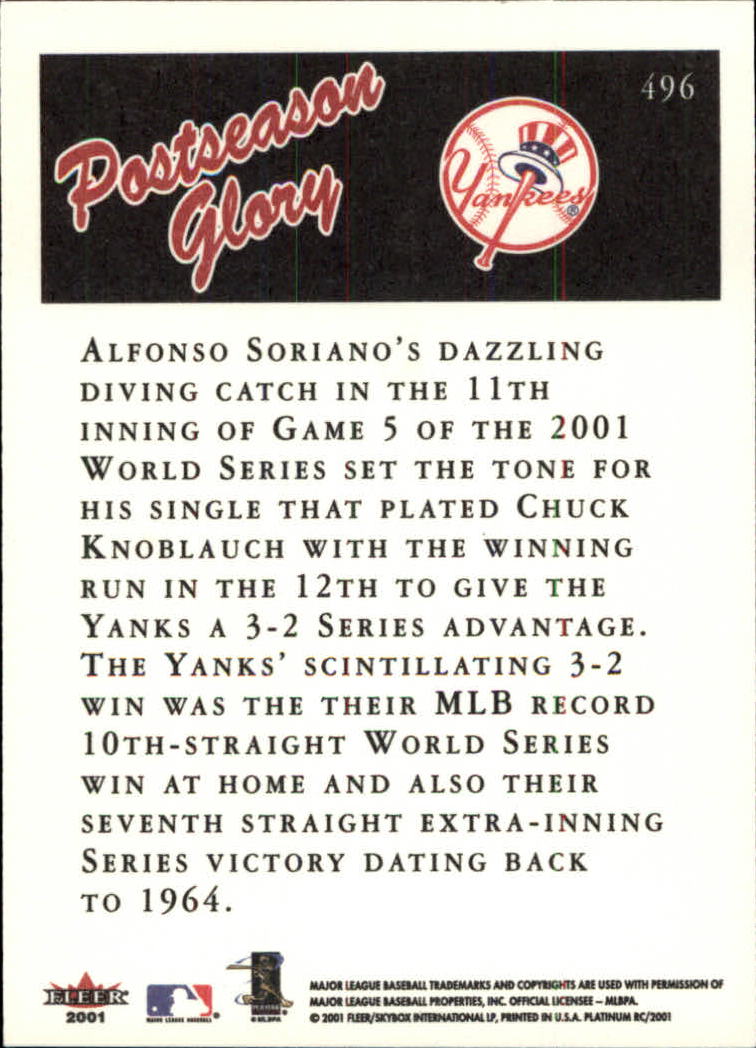 496
Postseason
Glory
Yankees®
ALFONSO SORIANO'S DAZZLING
DIVING CATCH IN THE 11TH
INNING OF GAME 5 OF THE 2001
WORLD SERIES SET THE TONE FOR
HIS SINGLE THAT PLATED CHUCK
KNOBLAUCH WITH THE WINNING
RUN IN THE 12TH TO GIVE THE
YANKS A 3-2 SERIES ADVANTAGE.
THE YANKS' SCINTILLATING 3-2
WIN WAS THE THEIR MLB RECORD
10TH-STRAIGHT WORLD SERIES
WIN AT HOME AND ALSO THEIR
SEVENTH STRAIGHT EXTRA-INNING
SERIES VICTORY DATING BACK
TO 1964.
FLEER
2001
MAJOR LEAGUE BASEBALL®
PLAYERS
© MLBPA
MAJOR LEAGUE BASEBALL TRADEMARKS AND COPYRIGHTS ARE USED WITH PERMISSION OF
MAJOR LEAGUE BASEBALL PROPERTIES, INC. OFFICIAL LICENSEE – MLBPA.
© 2001 FLEER/SKYBOX INTERNATIONAL LP, PRINTED IN U.S.A. PLATINUM RC/2001